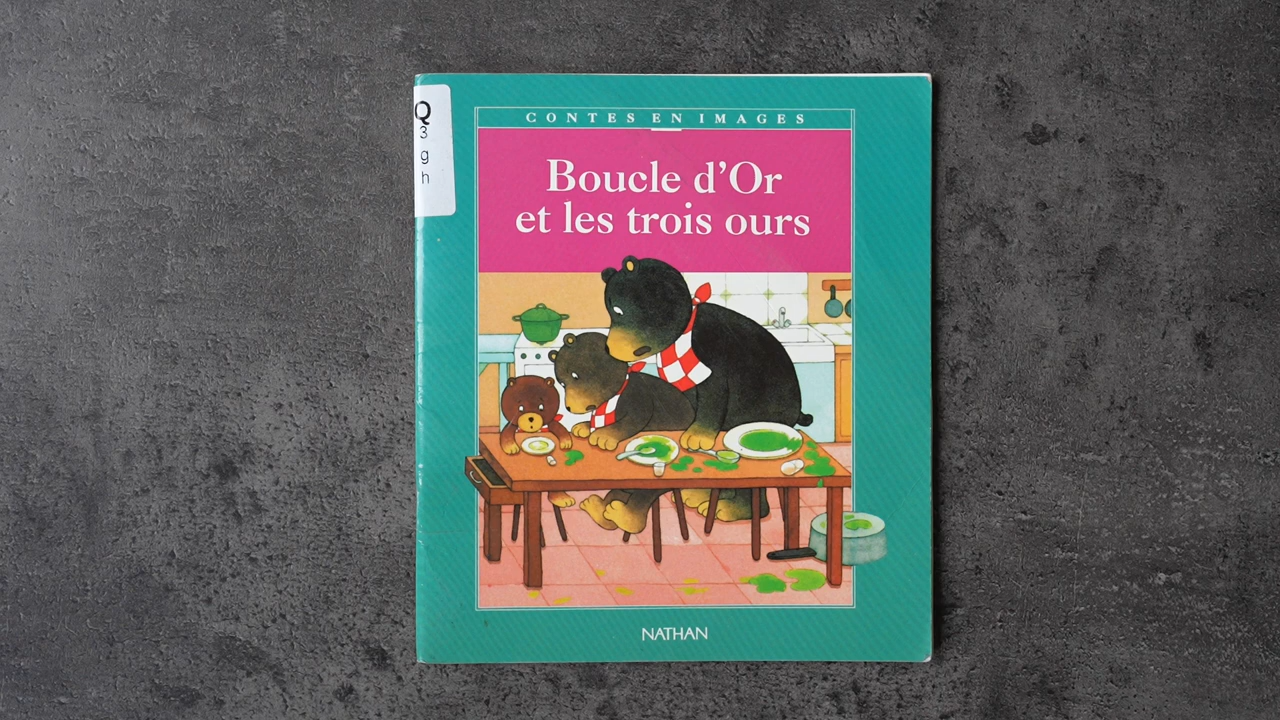 CONTES EN IMAGES
Boucle d'Or
et les trois ours
NATHAN
Q
3
g
h